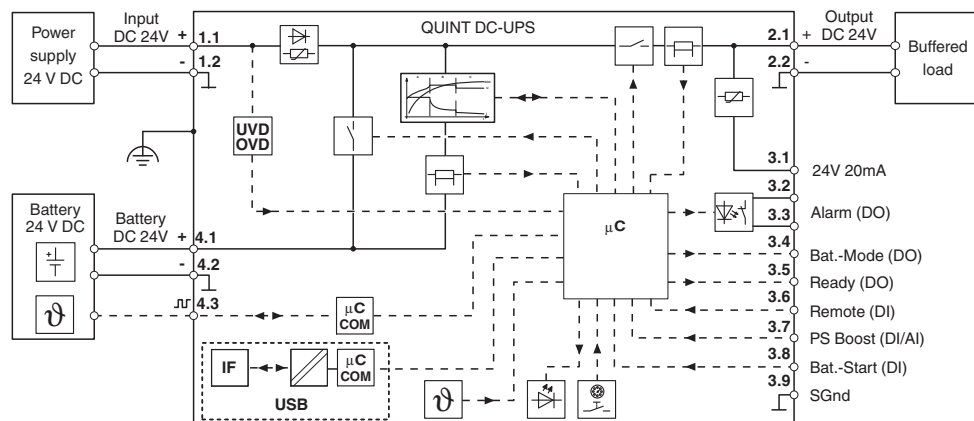 QUINT DC-UPS
Power
supply
24 V DC
Input
DC 24V
+
1.1
-
1.2
2.1
+
Output
DC 24V
2.2
-
Buffered
load
UVD
OVD
3.1
24V 20mA
3.2
3.3
Alarm (DO)
µC
Battery
24 V DC
+
ϑ
Battery
DC 24V
+
4.1
-
4.2
4.3
3.4
Bat.-Mode (DO)
3.5
Ready (DO)
3.6
Remote (DI)
3.7
PS Boost (DI/AI)
3.8
Bat.-Start (DI)
3.9
SGnd
µC
COM
IF
µC
COM
USB
ϑ